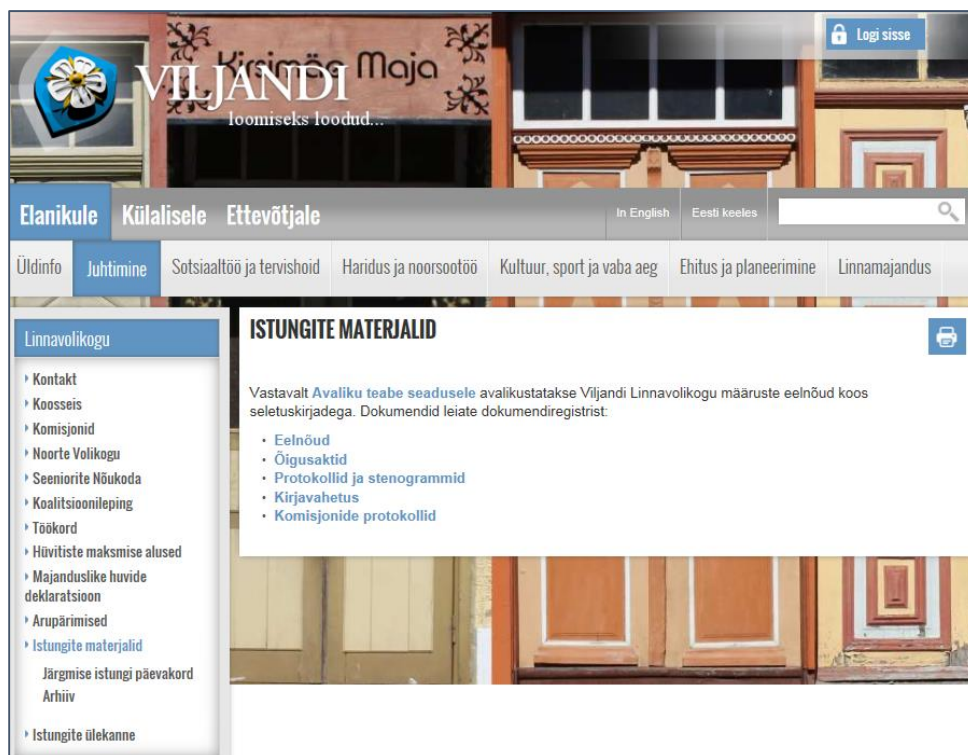 Kirsimäe Maja
Logi sisse
VILJANDI
loomiseks loodud...
Elanikule Külalisele Ettevõtjale In English Eesti keeles
Üldinfo Juhtimine Sotsiaaltöö ja tervishoid Haridus ja noorsootöö Kultuur, sport ja vaba aeg Ehitus ja planeerimine Linnamajandus
Linnavolikogu
Kontakt
Koosseis
Komisjonid
Noorte Volikogu
Seeniorite Nõukoda
Koalitsioonileping
Töökord
Hüvitiste maksmise alused
Majanduslike huvide
deklaratsioon
Arupärimised
Istungite materjalid
Järgmise istungi päevakord
Arhiiv
Istungite ülekanne
ISTUNGITE MATERJALID
Vastavalt Avaliku teabe seadusele avalikustatakse Viljandi Linnavolikogu määruste eelnõud koos
seletuskirjadega. Dokumendid leiate dokumendiregistrist:
• Eelnõud
• Õigusaktid
• Protokollid ja stenogrammid
• Kirjavahetus
• Komisjonide protokollid